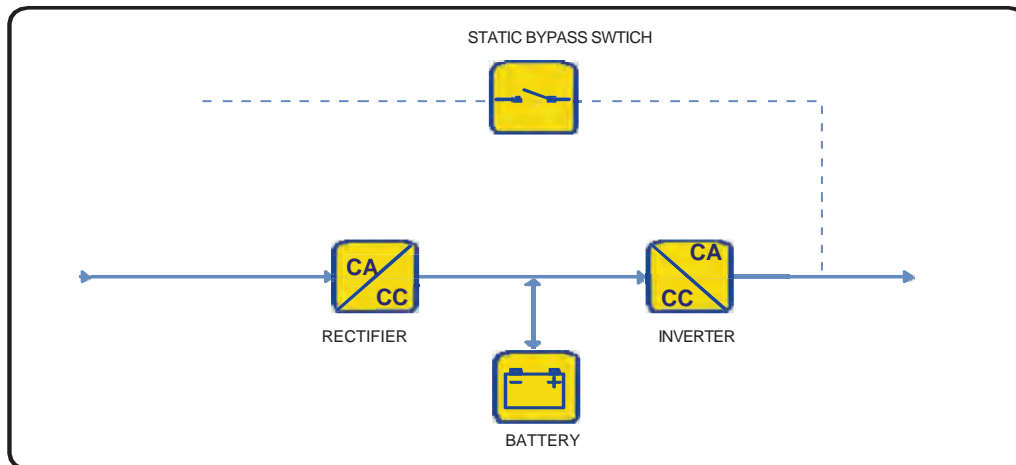 STATIC BYPASS SWTICH
CA
CC
CA
CC
RECTIFIER
INVERTER
BATTERY